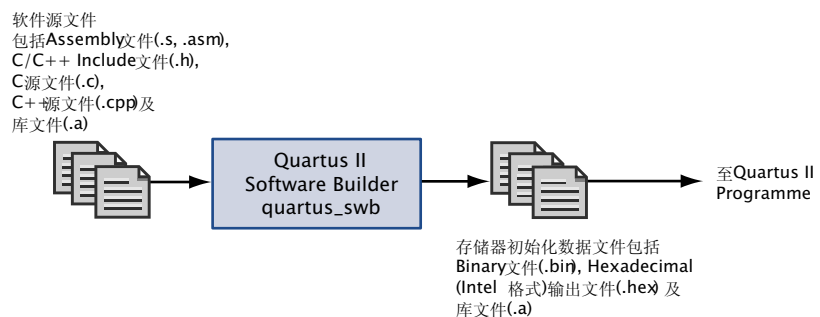 软件源文件
包括Assembly文件(.s, .asm),
C/C++ Include文件(.h),
C源文件(.c),
C++源文件(.cpp)及
库文件(.a)
Quartus II
Software Builder
quartus_swb
至Quartus II
Programme
存储器初始化数据文件包括
Binary文件(.bin), Hexadecimal
(Intel 格式)输出文件(.hex) 及
库文件(.a)